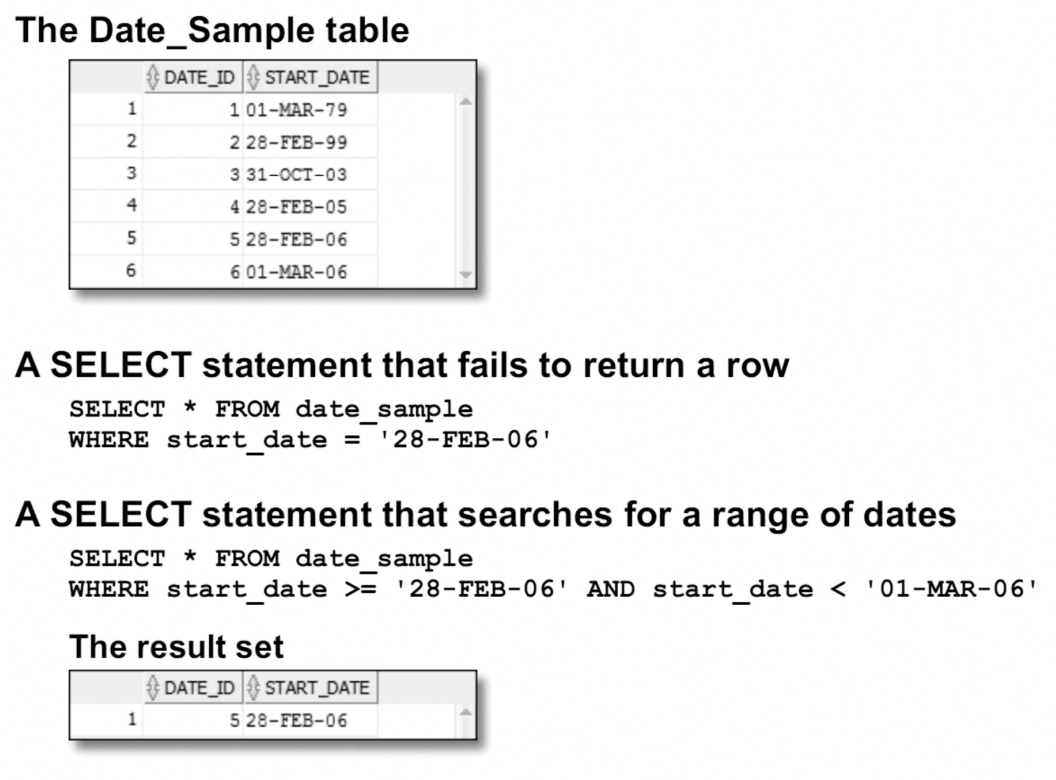 The Date_Sample table
DATE_ID START_DATE
1 1 01-MAR-79
2 2 28-FEB-99
3 3 31-OCT-03
4 4 28-FEB-05
5 5 28-FEB-06
6 6 01-MAR-06
A SELECT statement that fails to return a row
SELECT * FROM date_sample
WHERE start_date = '28-FEB-06'
A SELECT statement that searches for a range of dates
SELECT * FROM date_sample
WHERE start_date >= '28-FEB-06' AND start_date < '01-MAR-06'
The result set
DATE_ID START_DATE
1 5 28-FEB-06